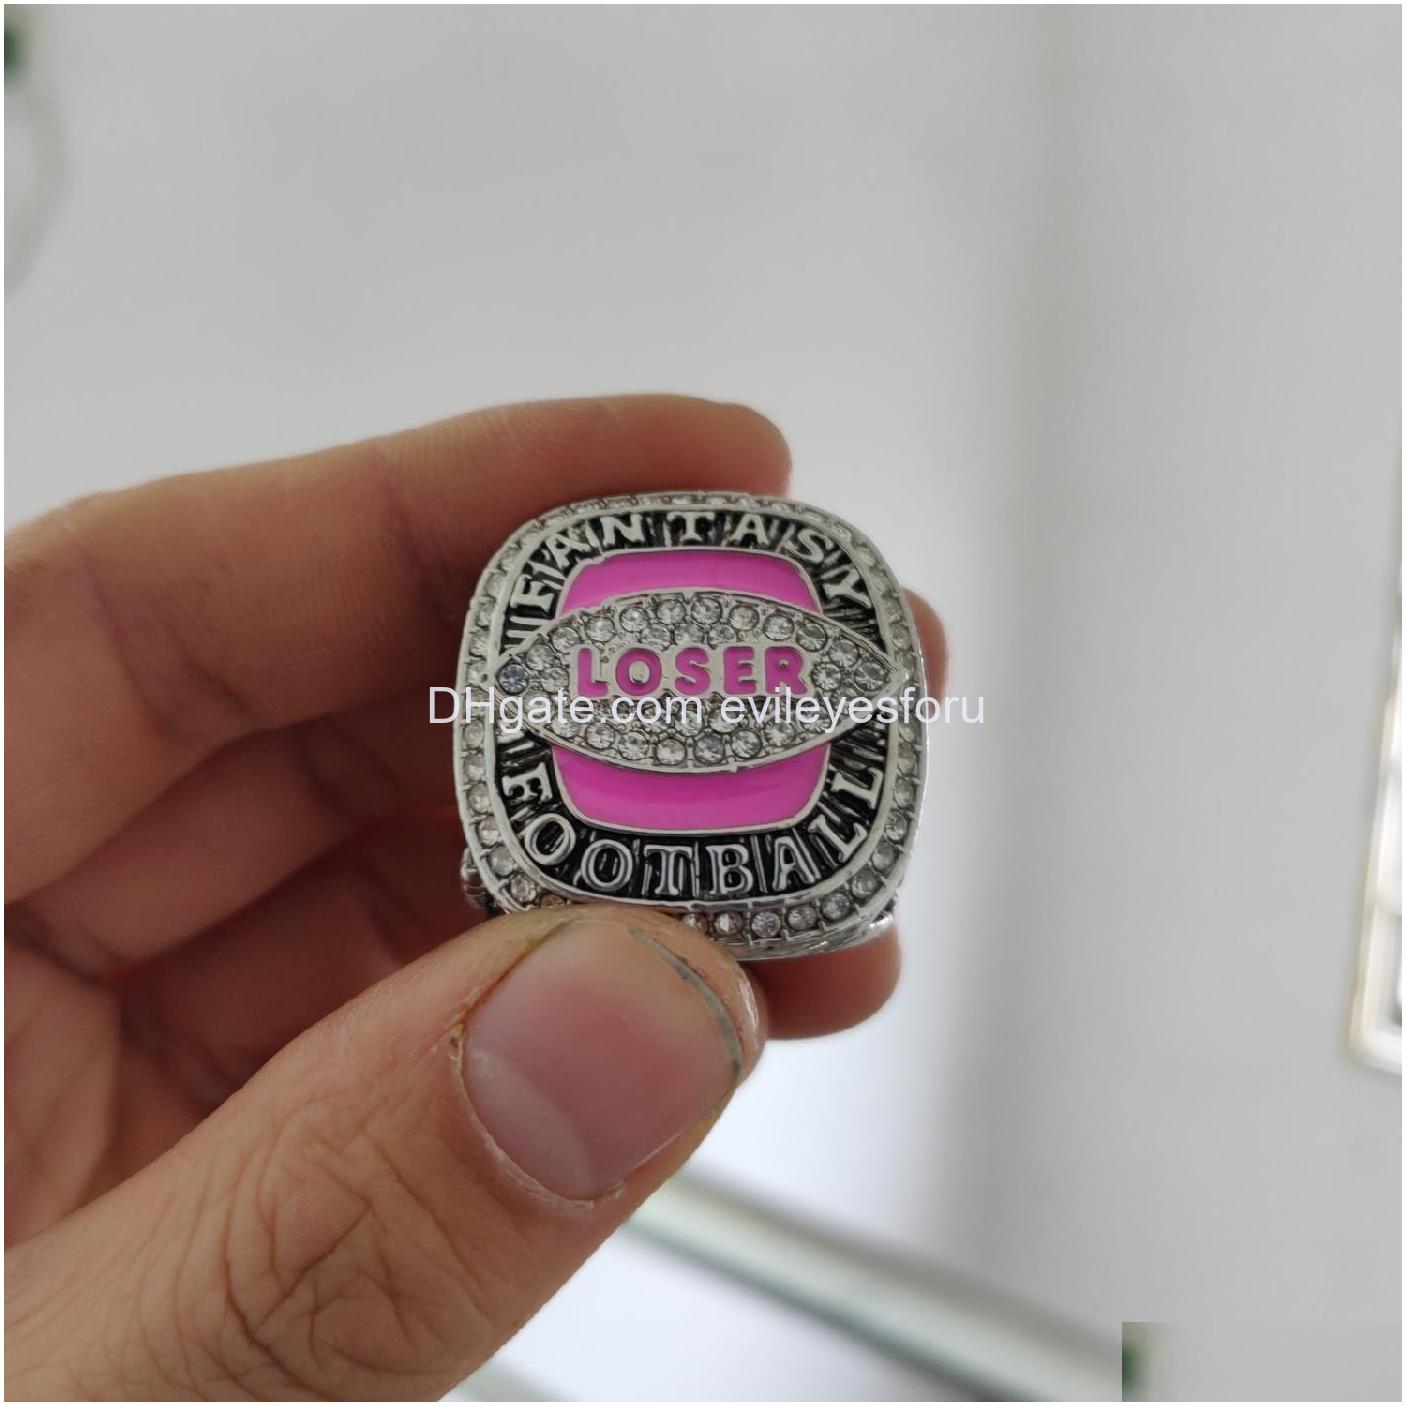 FANTASY
LOSER
DHgate.com evileyesforu
FOOTBALL